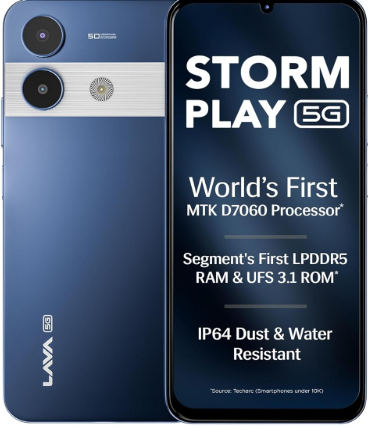 STORM
PLAY 5G
World's First
MTK D7060 Processor*
Segment's First LPDDR5
RAM & UFS 3.1 ROM*
IP64 Dust & Water
Resistant
*Source: Techarc (Smartphones under 10K)
LAVA 5G